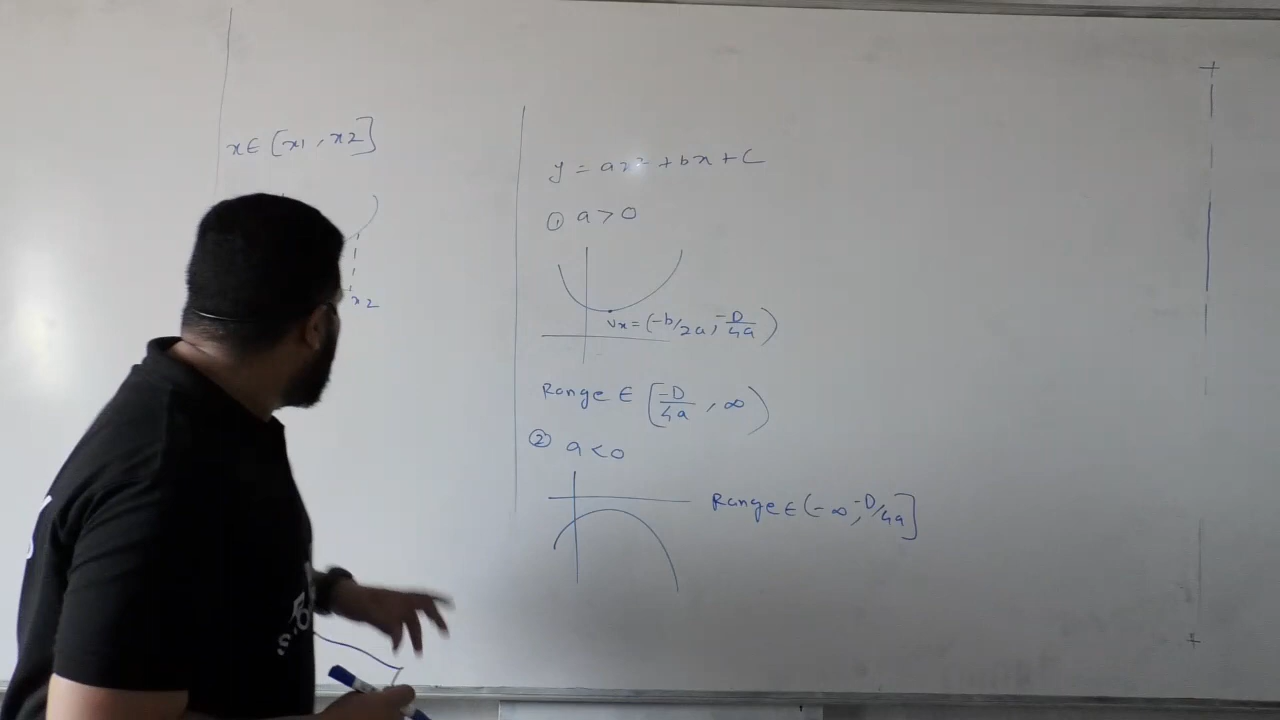 x ∈ [x1, x2]
x2
y = ax² + bx + c
① a > 0
Vx = (-b/2a, -D/4a)
Range ∈ [-D/4a, ∞)
② a < 0
Range ∈ (-∞, -D/4a]